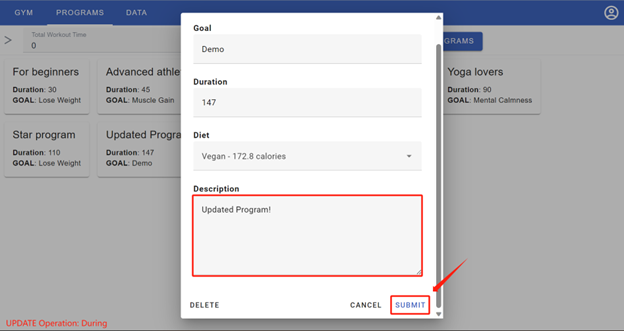 GYM PROGRAMS DATA
Total Workout Time
0
GRAMS
For beginners
Duration: 30
GOAL: Lose Weight
Advanced athle
Duration: 45
GOAL: Muscle Gain
Yoga lovers
Duration: 90
GOAL: Mental Calmness
Star program
Duration: 110
GOAL: Lose Weight
Updated Progra
Duration: 147
GOAL: Demo
Goal
Demo
Duration
147
Diet
Vegan - 172.8 calories
Description
Updated Program!
DELETE CANCEL SUBMIT
UPDATE Operation: During